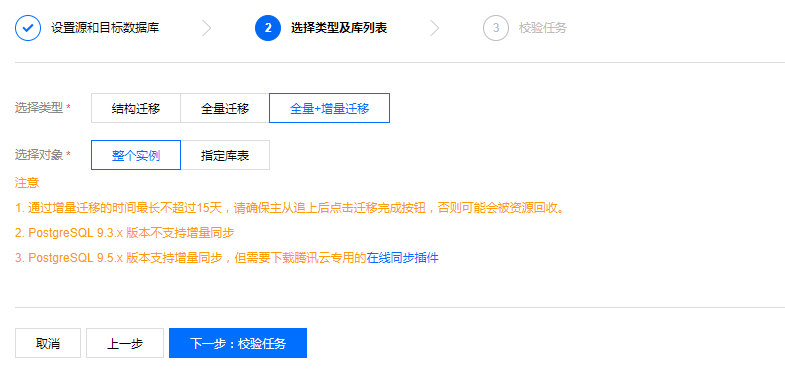 设置源和目标数据库 2 选择类型及库列表 3 校验任务
选择类型 * 结构迁移 全量迁移 全量+增量迁移
选择对象 * 整个实例 指定库表
注意
1. 通过增量迁移的时间最长不超过15天，请确保主从追上后点击迁移完成按钮，否则可能会被资源回收。
2. PostgreSQL 9.3.x 版本不支持增量同步
3. PostgreSQL 9.5.x 版本支持增量同步，但需要下载腾讯云专用的在线同步插件
取消 上一步 下一步：校验任务